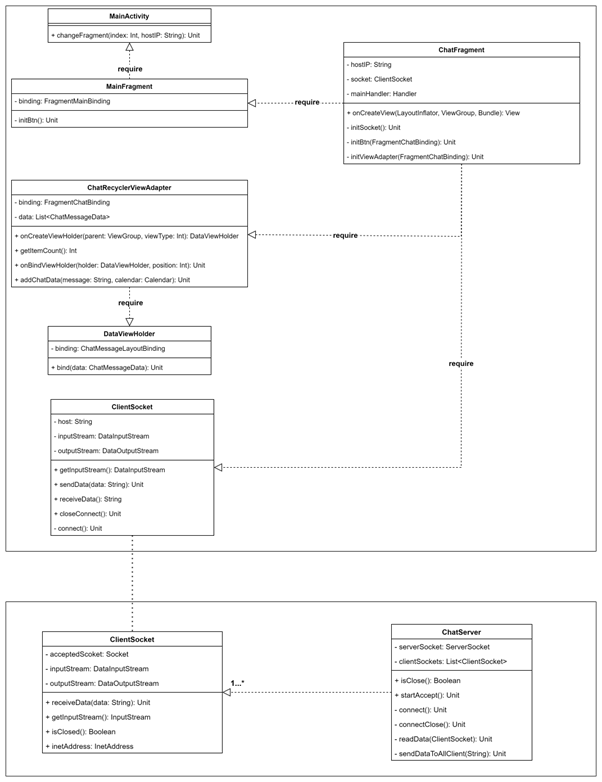 MainActivity
+ changeFragment(index: Int, hostIP: String): Unit
require
MainFragment
- binding: FragmentMainBinding
- initBtn(): Unit
require
ChatFragment
- hostIP: String
- socket: ClientSocket
- mainHandler: Handler
+ onCreateView(LayoutInflator, ViewGroup, Bundle): View
- initSocket(): Unit
- initBtn(FragmentChatBinding): Unit
- initViewAdapter(FragmentChatBinding): Unit
ChatRecyclerViewAdapter
- binding: FragmentChatBinding
- data: List<ChatMessageData>
+ onCreateViewHolder(parent: ViewGroup, viewType: Int): DataViewHolder
+ getItemCount(): Int
+ onBindViewHolder(holder: DataViewHolder, position: Int): Unit
+ addChatData(message: String, calendar: Calendar): Unit
require
require
DataViewHolder
- binding: ChatMessageLayoutBinding
+ bind(data: ChatMessageData): Unit
require
ClientSocket
- host: String
- inputStream: DataInputStream
- outputStream: DataOutputStream
+ getInputStream(): DataInputStream
+ sendData(data: String): Unit
+ receiveData(): String
+ closeConnect(): Unit
- connect(): Unit
ClientSocket
- acceptedScoket: Socket
- inputStream: DataInputStream
- outputStream: DataOutputStream
+ receiveData(data: String): Unit
+ getInputStream(): InputStream
+ isClosed(): Boolean
+ inetAddress: InetAddress
1...*
ChatServer
- serverSocket: ServerSocket
- clientSockets: List<ClientSocket>
+ isClose(): Boolean
+ startAccept(): Unit
- connect(): Unit
- connectClose(): Unit
- readData(ClientSocket): Unit
- sendDataToAllClient(String): Unit